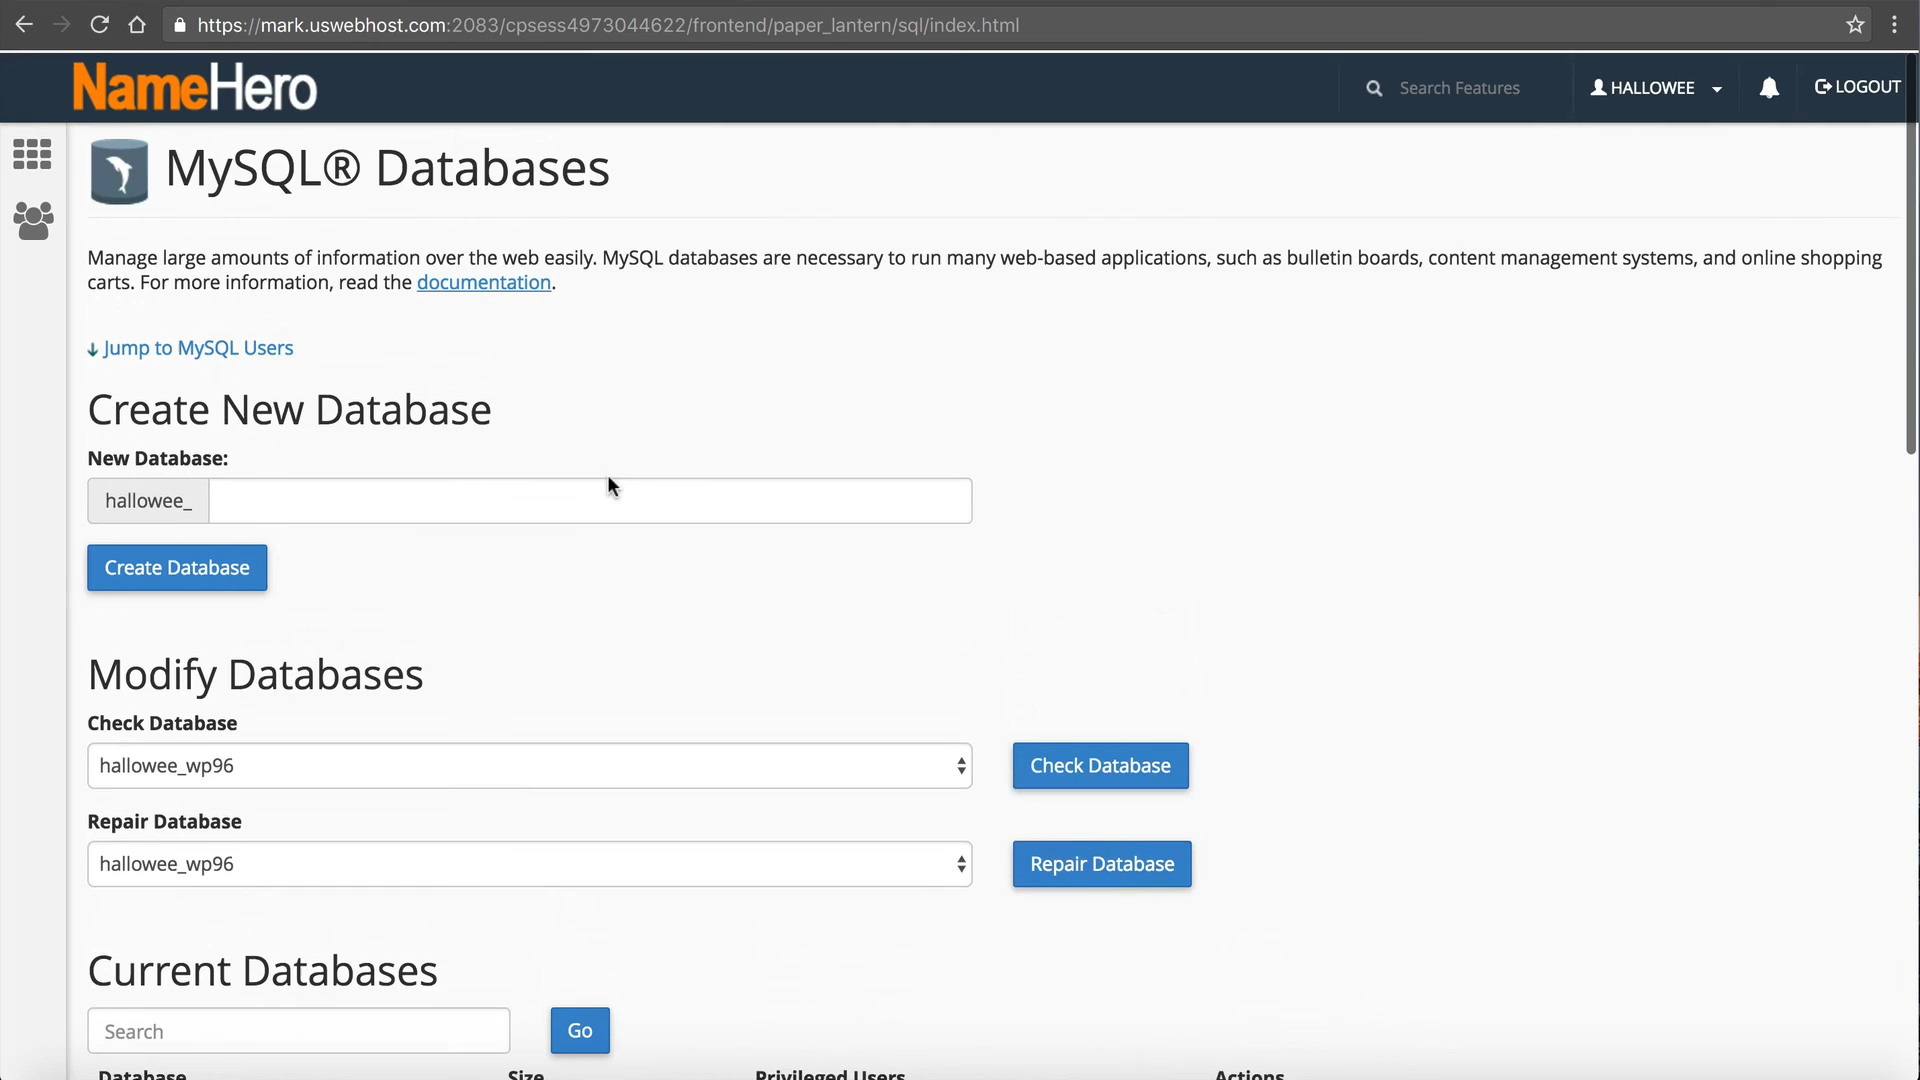 https://mark.uswebhost.com:2083/cpsess4973044622/frontend/paper_lantern/sql/index.html
NameHero
Search Features
HALLOWEE
LOGOUT
MySQL® Databases
Manage large amounts of information over the web easily. MySQL databases are necessary to run many web-based applications, such as bulletin boards, content management systems, and online shopping
carts. For more information, read the documentation.
Jump to MySQL Users
Create New Database
New Database:
hallowee_
Create Database
Modify Databases
Check Database
hallowee_wp96
Check Database
Repair Database
hallowee_wp96
Repair Database
Current Databases
Search
Go
Database Size Privileged Users Actions